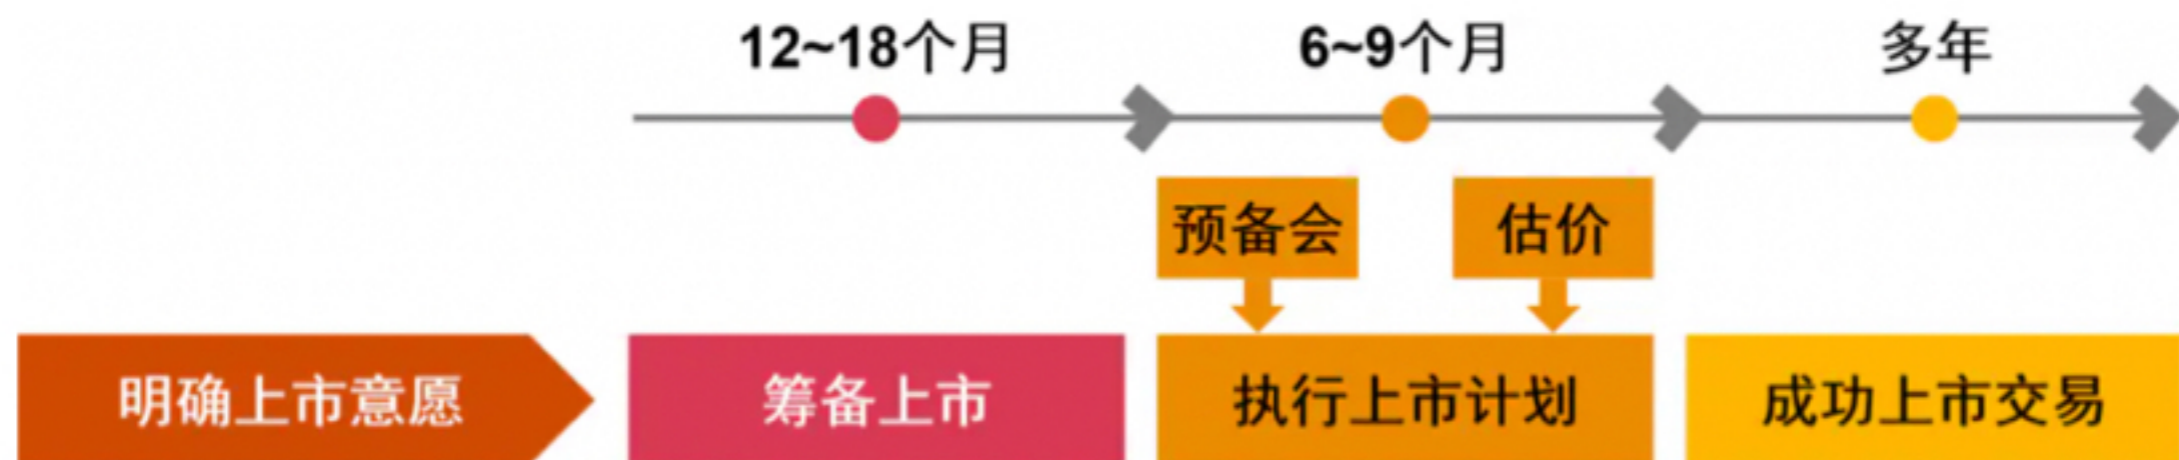 12~18个月
6~9个月
多年
预备会
估价
明确上市意愿
筹备上市
执行上市计划
成功上市交易